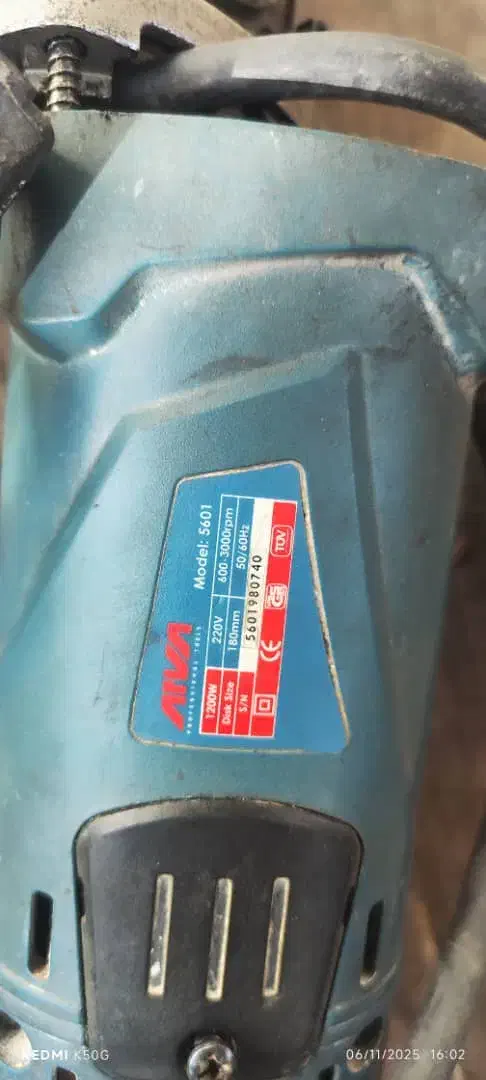 AIVA
PROFESSIONAL TOOLS
Model: 5601
1200W 220V 600-3000rpm
Disk Size 180mm 50/60Hz
S/N 5601980740
CE GS TÜV
REDMI K50G
06/11/2025 16:02